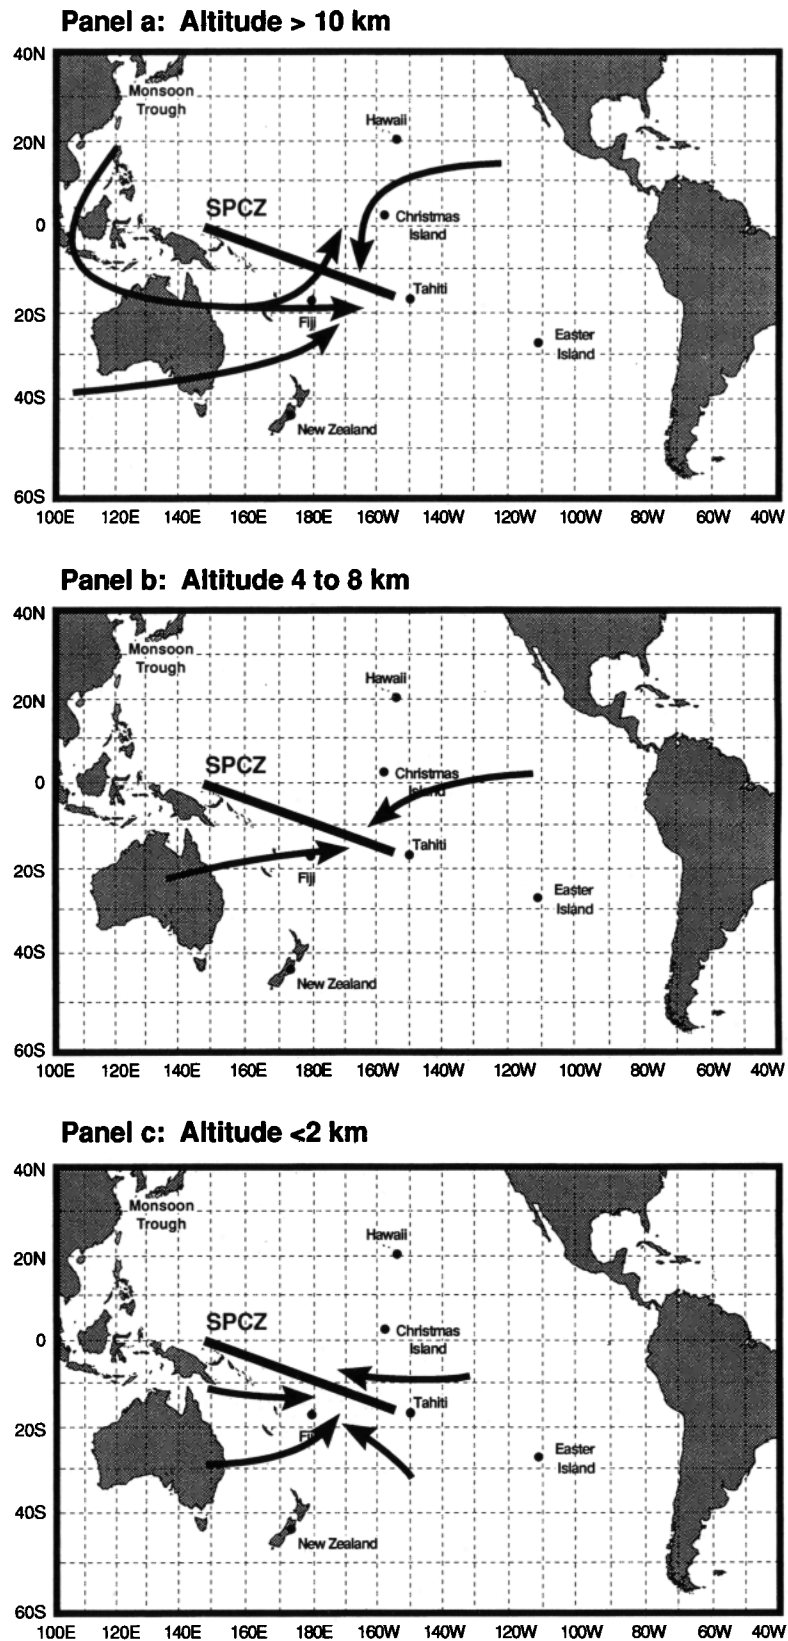 Panel a: Altitude > 10 km
40N
Monsoon
Trough
Hawaii
20N
SPCZ
Christmas
Island
0
Tahiti
20S
Fiji
Easter
Island
40S
New Zealand
60S
100E 120E 140E 160E 180E 160W 140W 120W 100W 80W 60W 40W
Panel b: Altitude 4 to 8 km
40N
Monsoon
Trough
Hawaii
20N
SPCZ
Christmas
Island
0
Tahiti
20S
Fiji
Easter
Island
40S
New Zealand
60S
100E 120E 140E 160E 180E 160W 140W 120W 100W 80W 60W 40W
Panel c: Altitude <2 km
40N
Monsoon
Trough
Hawaii
20N
SPCZ
Christmas
Island
0
Tahiti
20S
Fiji
Easter
Island
40S
New Zealand
60S
100E 120E 140E 160E 180E 160W 140W 120W 100W 80W 60W 40W